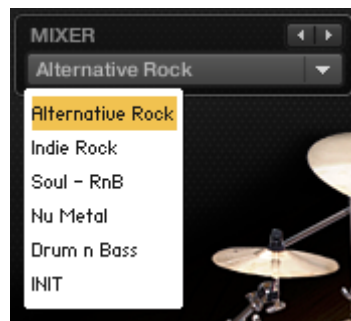 MIXER
Alternative Rock
Alternative Rock
Indie Rock
Soul - RnB
Nu Metal
Drum n Bass
INIT